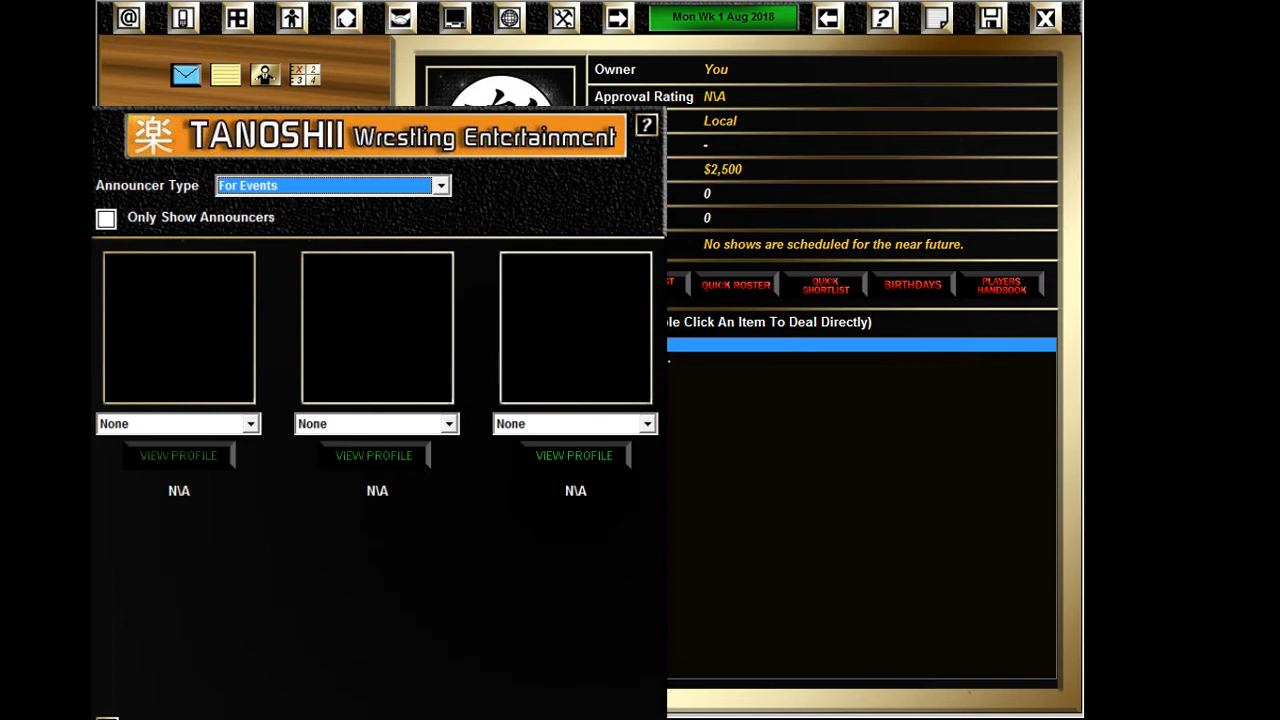 Mon Wk 1 Aug 2018
Owner You
Approval Rating N\A
Local
-
$2,500
0
0
No shows are scheduled for the near future.
楽 TANOSHII Wrestling Entertainment
?
Announcer Type For Events
Only Show Announcers
QUICK ROSTER
QUICK SHORTLIST
BIRTHDAYS
PLAYERS HANDBOOK
Click An Item To Deal Directly)
None None None
VIEW PROFILE VIEW PROFILE VIEW PROFILE
N\A N\A N\A